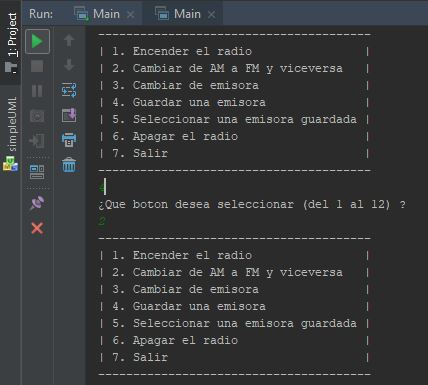 Run: Main Main
1: Project
simpleUML
--------------------------------------
| 1. Encender el radio |
| 2. Cambiar de AM a FM y viceversa |
| 3. Cambiar de emisora |
| 4. Guardar una emisora |
| 5. Seleccionar una emisora guardada |
| 6. Apagar el radio |
| 7. Salir |
--------------------------------------
4
¿Que boton desea seleccionar (del 1 al 12) ?
2
--------------------------------------
| 1. Encender el radio |
| 2. Cambiar de AM a FM y viceversa |
| 3. Cambiar de emisora |
| 4. Guardar una emisora |
| 5. Seleccionar una emisora guardada |
| 6. Apagar el radio |
| 7. Salir |
--------------------------------------